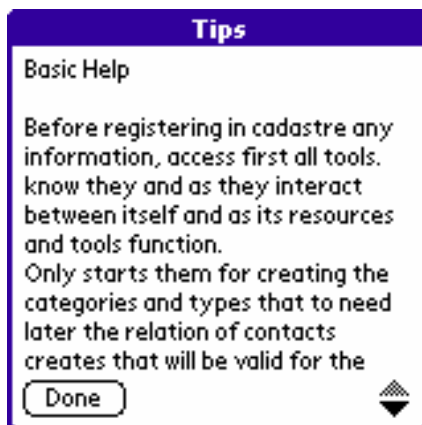 Tips
Basic Help
Before registering in cadastre any
information, access first all tools.
know they and as they interact
between itself and as its resources
and tools function.
Only starts them for creating the
categories and types that to need
later the relation of contacts
creates that will be valid for the
Done